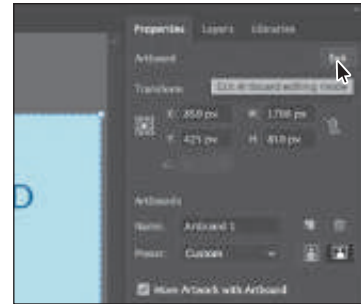 Properties Layers Libraries
Artboard Exit
Transform Exit artboard editing mode
X: 850 px W: 1700 px
Y: 425 px H: 810 px
D
Artboards
Name: Artboard 1
Preset: Custom
Move Artwork with Artboard